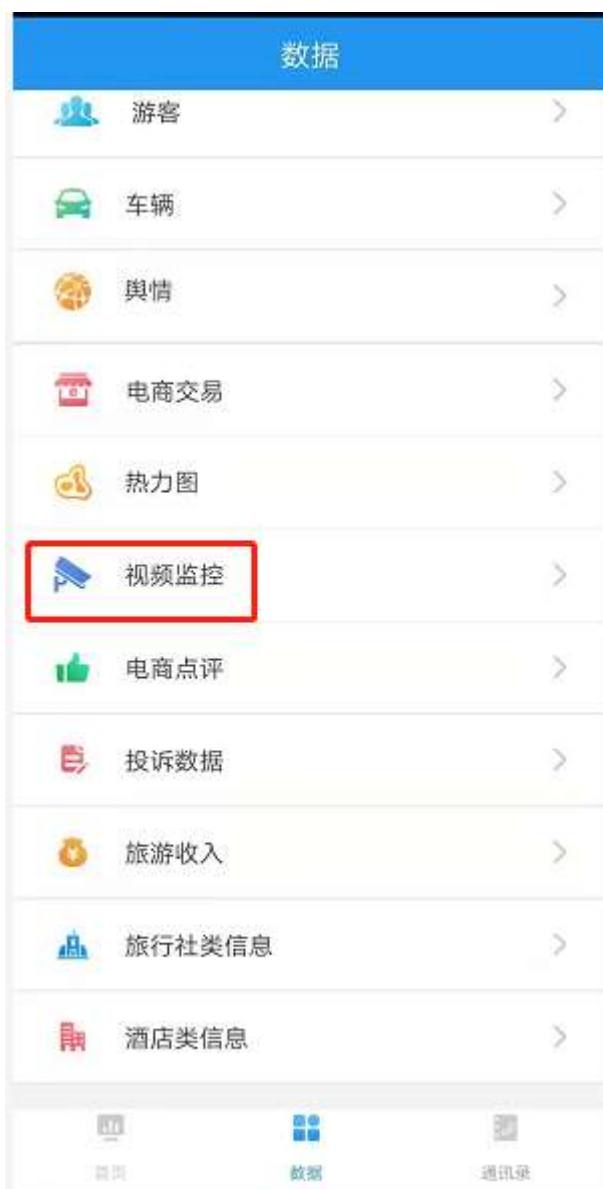 数据
游客
车辆
舆情
电商交易
热力图
视频监控
电商点评
投诉数据
旅游收入
旅行社类信息
酒店类信息
首页
数据
通讯录